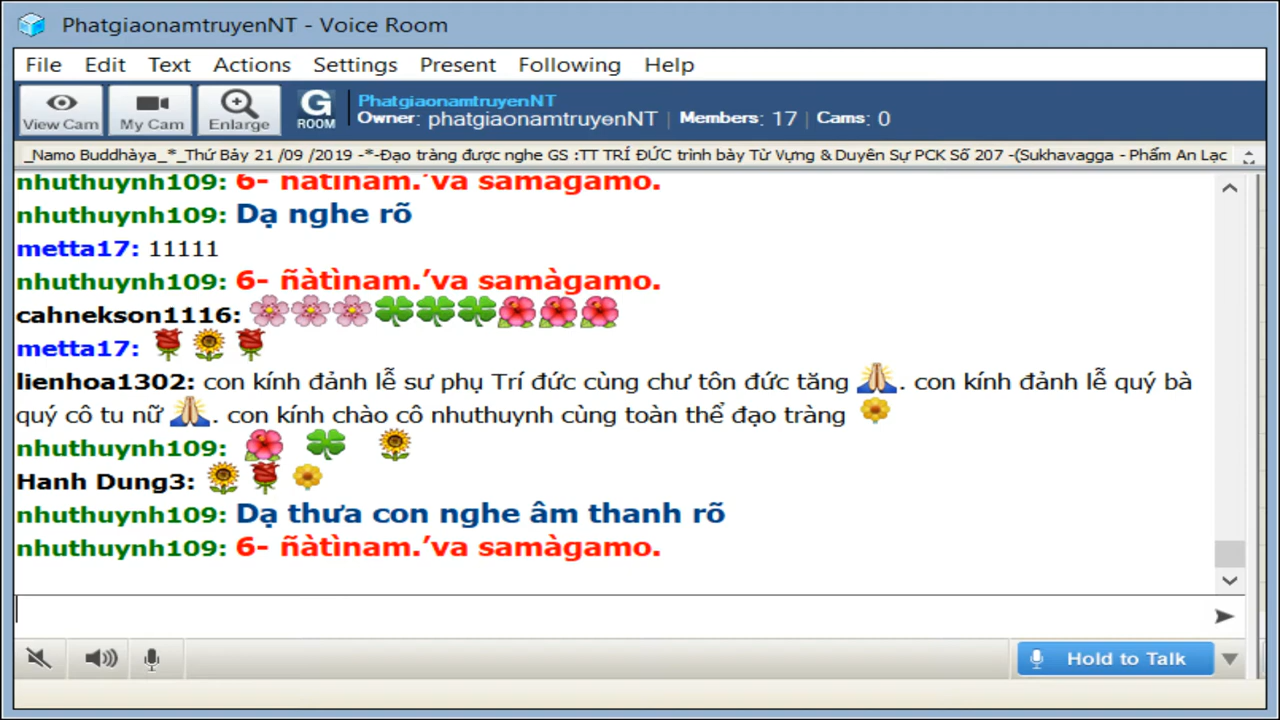 PhatgiaonamtruyenNT - Voice Room
File Edit Text Actions Settings Present Following Help
View Cam My Cam Enlarge G ROOM
PhatgiaonamtruyenNT
Owner: phatgiaonamtruyenNT | Members: 17 | Cams: 0
_Namo Buddhàya_*_Thứ Bảy 21 /09 /2019 -*-Đạo tràng được nghe GS :TT TRÍ ĐỨC trình bày Từ Vựng & Duyên Sự PCK Số 207 -(Sukhavagga - Phẩm An Lạc
nhuthuynh109: 6- ñàtìnam.’va samàgamo.
nhuthuynh109: Dạ nghe rõ
metta17: 11111
nhuthuynh109: 6- ñàtìnam.’va samàgamo.
cahnekson1116: 🌸🌸🌸🍀🍀🍀🌺🌺🌺
metta17: 🌹🌻🌹
lienhoa1302: con kính đảnh lễ sư phụ Trí đức cùng chư tôn đức tăng 🙏. con kính đảnh lễ quý bà
quý cô tu nữ 🙏. con kính chào cô nhuthuynh cùng toàn thể đạo tràng 🌼
nhuthuynh109: 🌺 🍀 🌻
Hanh Dung3: 🌻🌹🌼
nhuthuynh109: Dạ thưa con nghe âm thanh rõ
nhuthuynh109: 6- ñàtìnam.’va samàgamo.
Hold to Talk